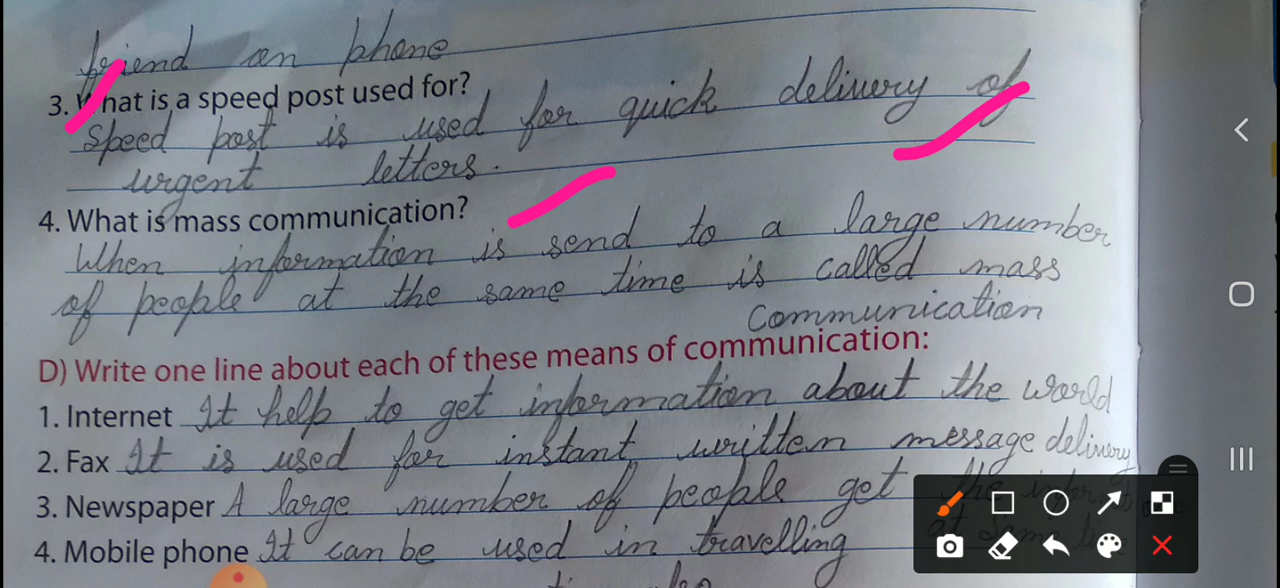 friend on phone
3. What is a speed post used for?
Speed post is used for quick delivery of
urgent letters.
4. What is mass communication?
When information is send to a large number
of people at the same time is called mass
communication
D) Write one line about each of these means of communication:
1. Internet It help to get information about the world
2. Fax It is used for instant written message delivery
3. Newspaper A large number of people get the
4. Mobile phone It can be used in travelling